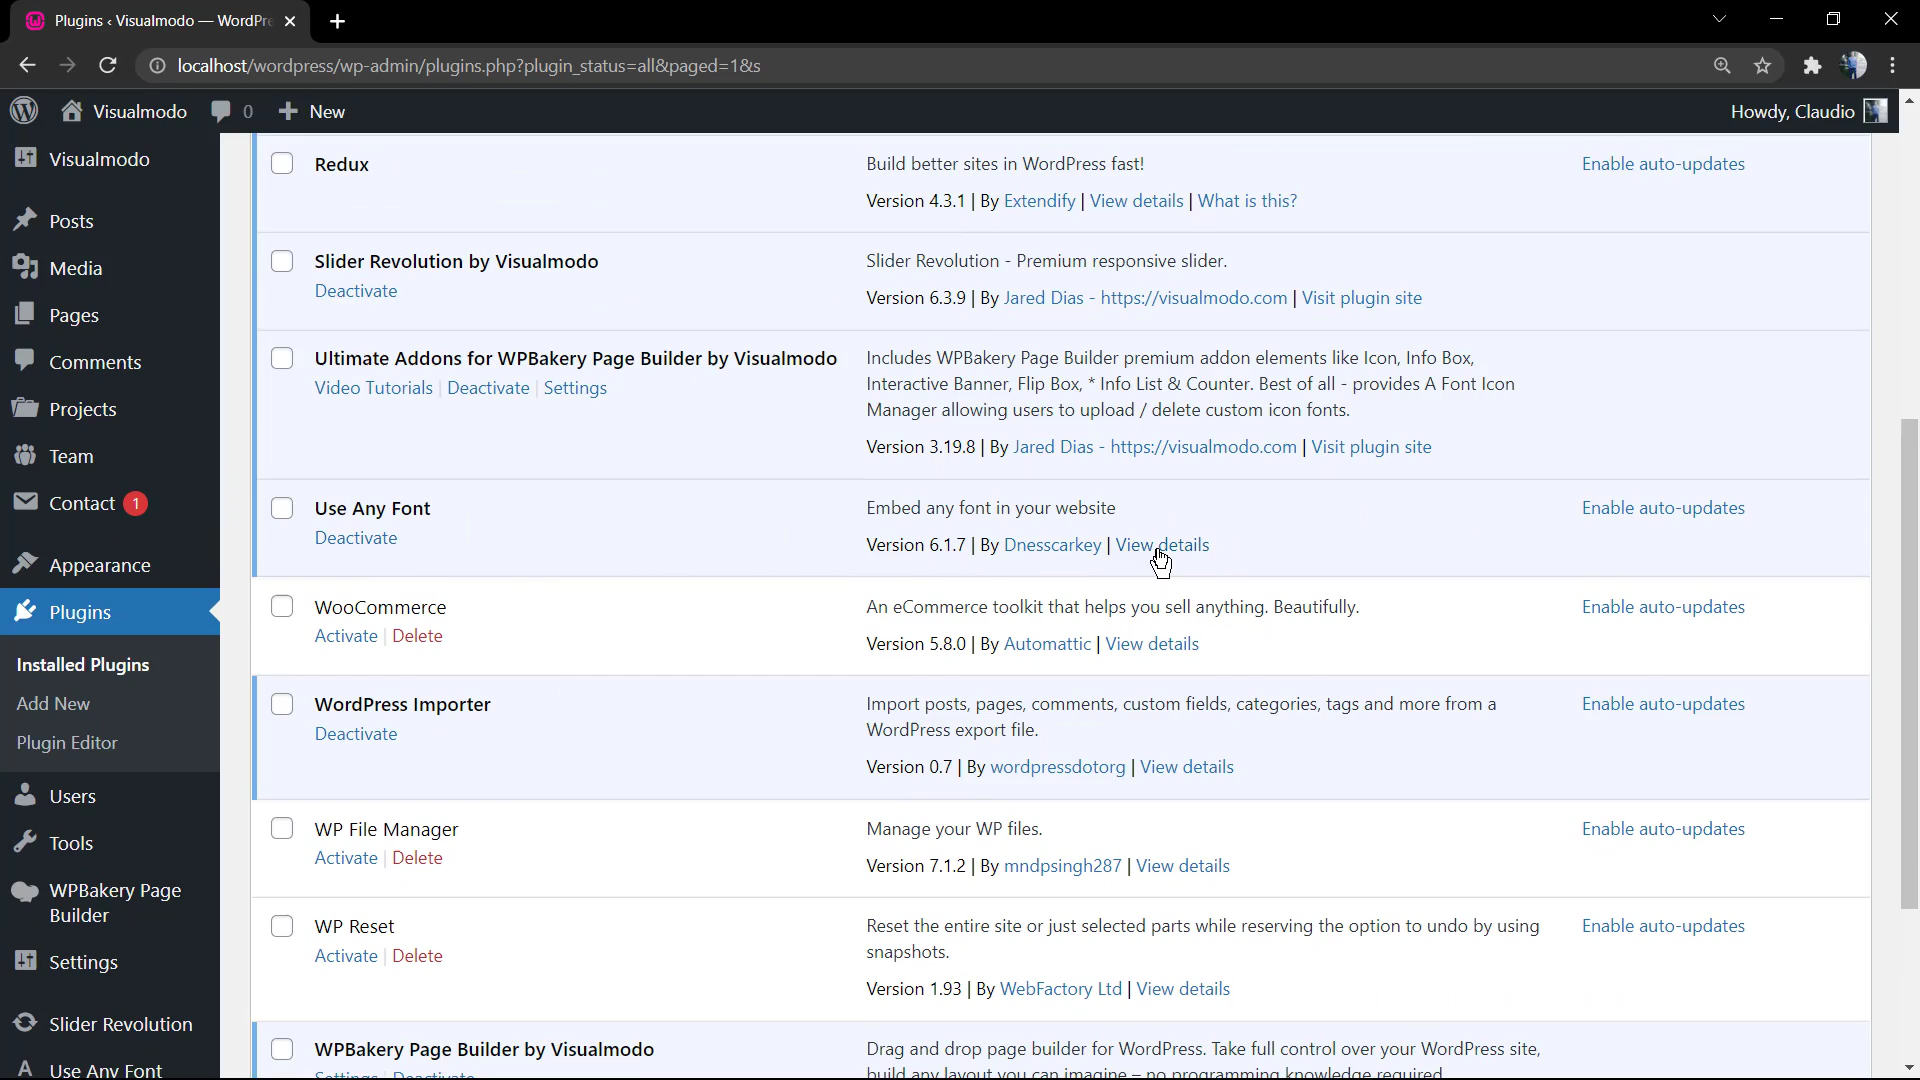 Plugins ‹ Visualmodo — WordPre
localhost/wordpress/wp-admin/plugins.php?plugin_status=all&paged=1&s
Visualmodo 0 New Howdy, Claudio
Visualmodo
Posts
Media
Pages
Comments
Projects
Team
Contact 1
Appearance
Plugins
Installed Plugins
Add New
Plugin Editor
Users
Tools
WPBakery Page
Builder
Settings
Slider Revolution
Use Any Font
Redux
Build better sites in WordPress fast!
Version 4.3.1 | By Extendify | View details | What is this?
Enable auto-updates
Slider Revolution by Visualmodo
Deactivate
Slider Revolution - Premium responsive slider.
Version 6.3.9 | By Jared Dias - https://visualmodo.com | Visit plugin site
Ultimate Addons for WPBakery Page Builder by Visualmodo
Video Tutorials | Deactivate | Settings
Includes WPBakery Page Builder premium addon elements like Icon, Info Box,
Interactive Banner, Flip Box, * Info List & Counter. Best of all - provides A Font Icon
Manager allowing users to upload / delete custom icon fonts.
Version 3.19.8 | By Jared Dias - https://visualmodo.com | Visit plugin site
Use Any Font
Deactivate
Embed any font in your website
Version 6.1.7 | By Dnesscarkey | View details
Enable auto-updates
WooCommerce
Activate | Delete
An eCommerce toolkit that helps you sell anything. Beautifully.
Version 5.8.0 | By Automattic | View details
Enable auto-updates
WordPress Importer
Deactivate
Import posts, pages, comments, custom fields, categories, tags and more from a
WordPress export file.
Version 0.7 | By wordpressdotorg | View details
Enable auto-updates
WP File Manager
Activate | Delete
Manage your WP files.
Version 7.1.2 | By mndpsingh287 | View details
Enable auto-updates
WP Reset
Activate | Delete
Reset the entire site or just selected parts while reserving the option to undo by using
snapshots.
Version 1.93 | By WebFactory Ltd | View details
Enable auto-updates
WPBakery Page Builder by Visualmodo
Settings | Deactivate
Drag and drop page builder for WordPress. Take full control over your WordPress site,
build any layout you can imagine – no programming knowledge required.